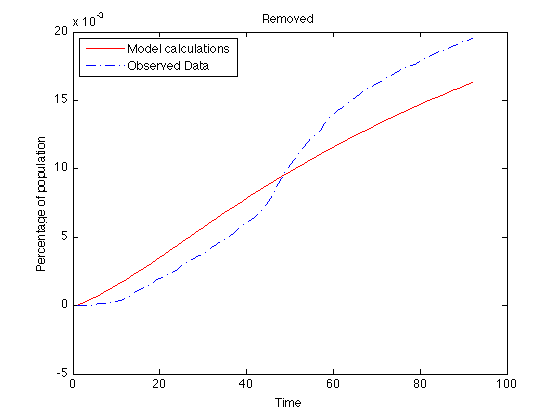 Removed
x 10⁻³
Model calculations
Observed Data
20
15
10
5
0
-5
Percentage of population
0 20 40 60 80 100
Time